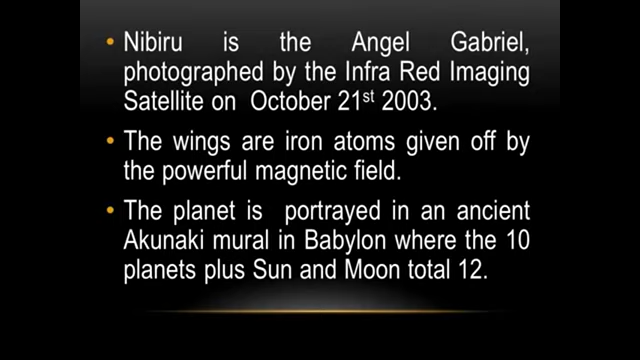 • Nibiru is the Angel Gabriel,
photographed by the Infra Red Imaging
Satellite on October 21st 2003.
• The wings are iron atoms given off by
the powerful magnetic field.
• The planet is portrayed in an ancient
Akunaki mural in Babylon where the 10
planets plus Sun and Moon total 12.